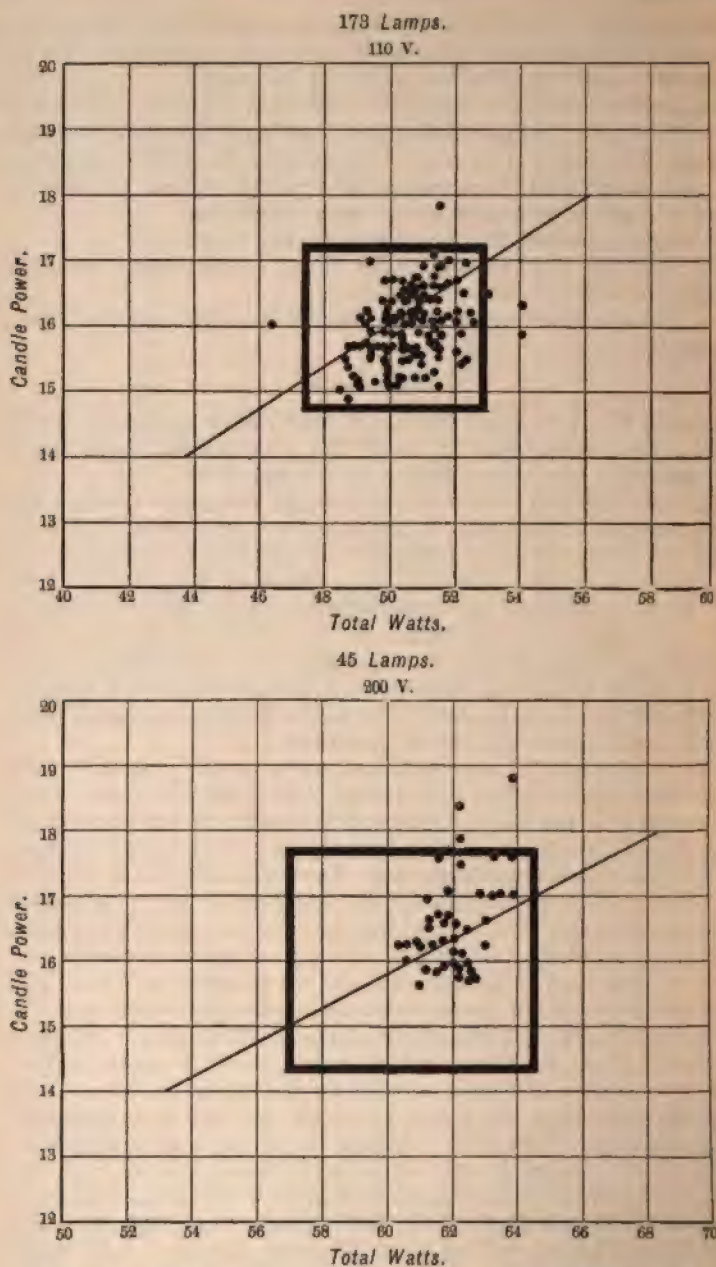 173 Lamps.
110 V.
20
19
18
17
16
15
14
13
12
Candle Power.
40 42 44 46 48 50 52 54 56 58 60
Total Watts.
45 Lamps.
200 V.
20
19
18
17
16
15
14
13
12
Candle Power.
50 52 54 56 58 60 62 64 66 68 70
Total Watts.